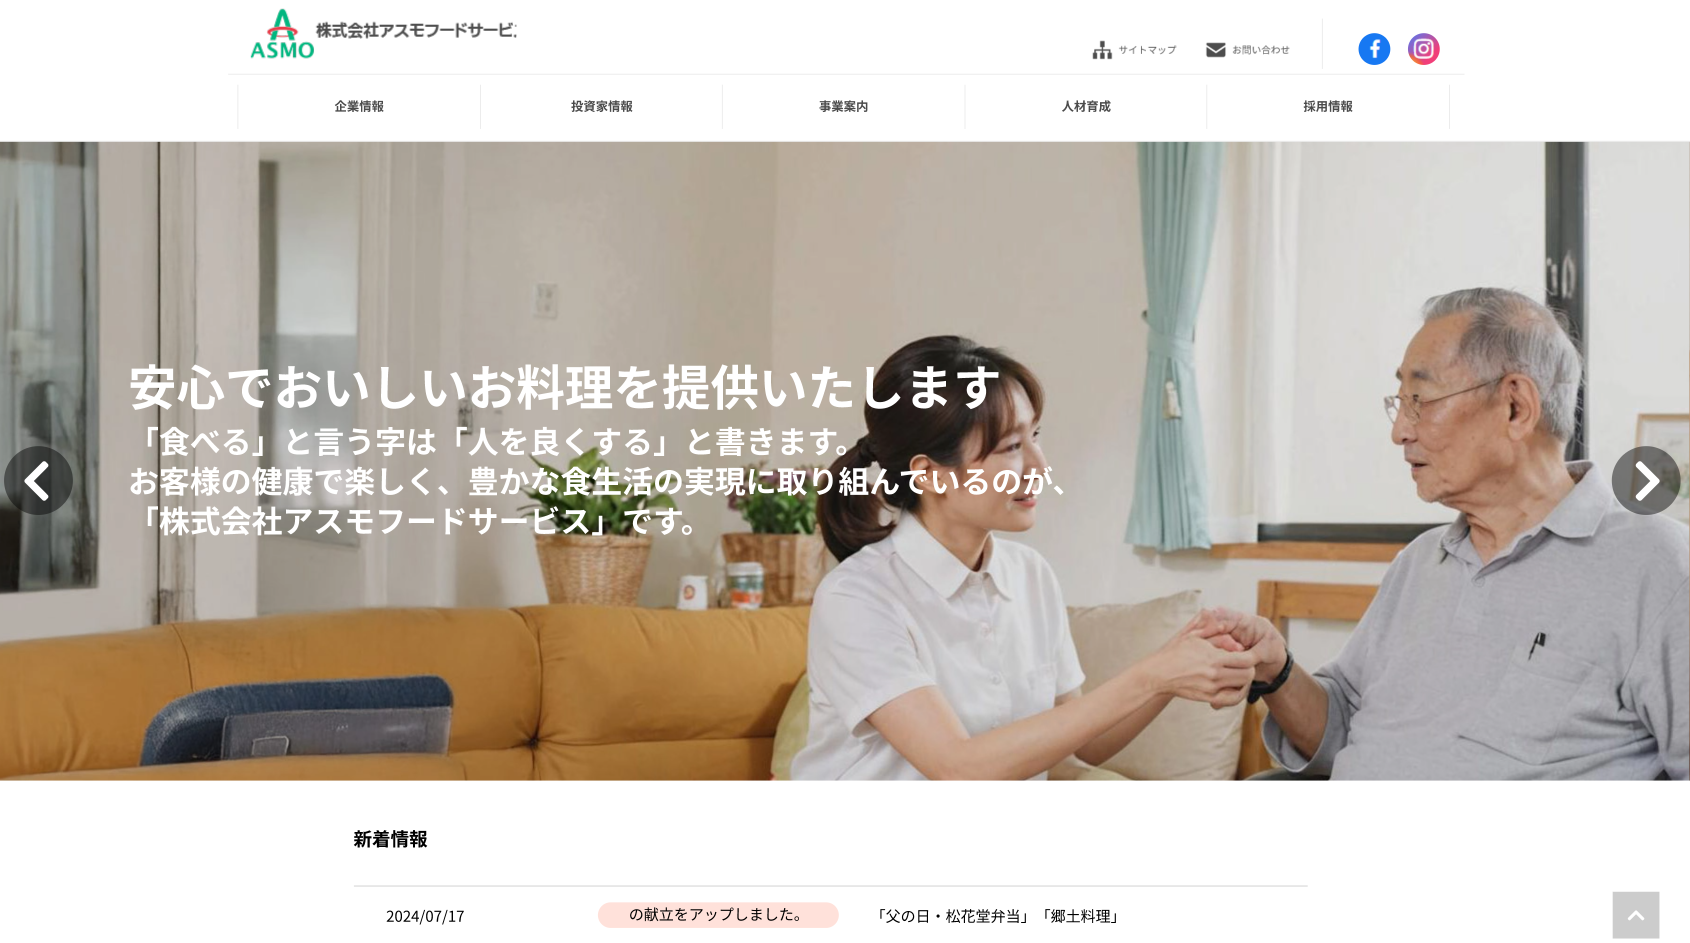 ASMO
株式会社アスモフードサービ
サイトマップ
お問い合わせ
企業情報
投資家情報
事業案内
人材育成
採用情報
安心でおいしいお料理を提供いたします
「食べる」と言う字は「人を良くする」と書きます。
お客様の健康で楽しく、豊かな食生活の実現に取り組んでいるのが、
「株式会社アスモフードサービス」です。
新着情報
2024/07/17
の献立をアップしました。
「父の日・松花堂弁当」「郷土料理」